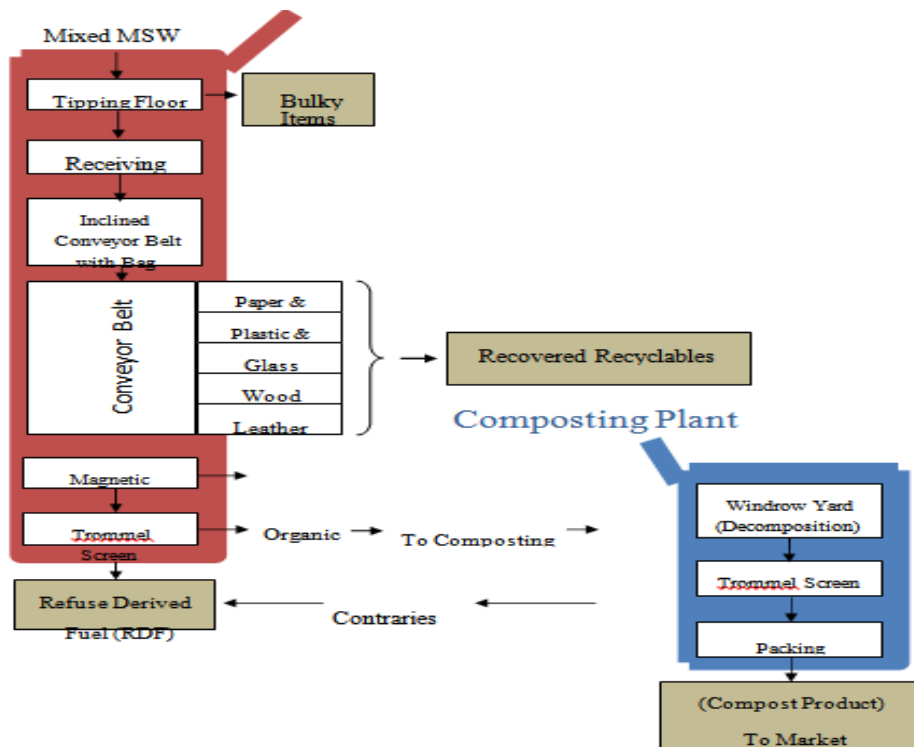 Mixed MSW
Tipping Floor
Bulky
Items
Receiving
Inclined
Conveyor Belt
with Bag
Conveyor Belt
Paper &
Plastic &
Glass
Wood
Leather
Recovered Recyclables
Composting Plant
Magnetic
Trommel
Screen
Organic
To Composting
Windrow Yard
(Decomposition)
Trommel Screen
Packing
Refuse Derived
Fuel (RDF)
Contraries
(Compost Product)
To Market